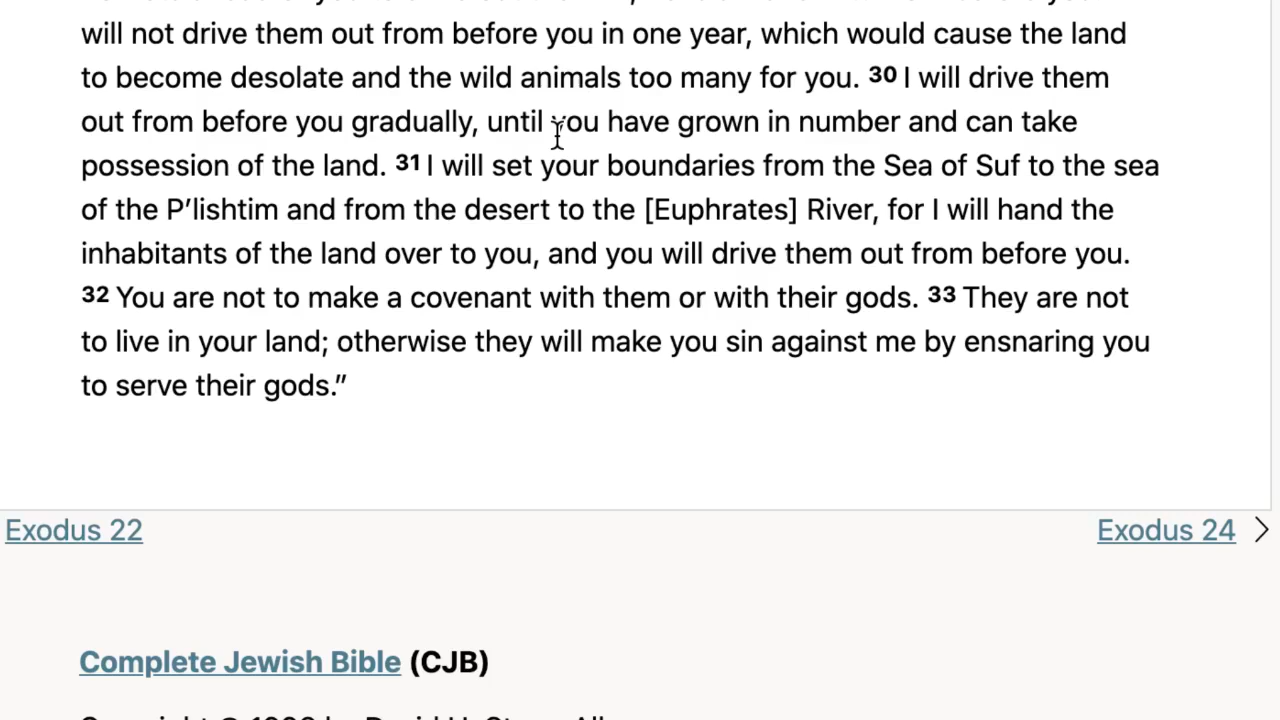 will not drive them out from before you in one year, which would cause the land
to become desolate and the wild animals too many for you. 30 I will drive them
out from before you gradually, until you have grown in number and can take
possession of the land. 31 I will set your boundaries from the Sea of Suf to the sea
of the P’lishtim and from the desert to the [Euphrates] River, for I will hand the
inhabitants of the land over to you, and you will drive them out from before you.
32 You are not to make a covenant with them or with their gods. 33 They are not
to live in your land; otherwise they will make you sin against me by ensnaring you
to serve their gods.”
Exodus 22
Exodus 24 >
Complete Jewish Bible (CJB)